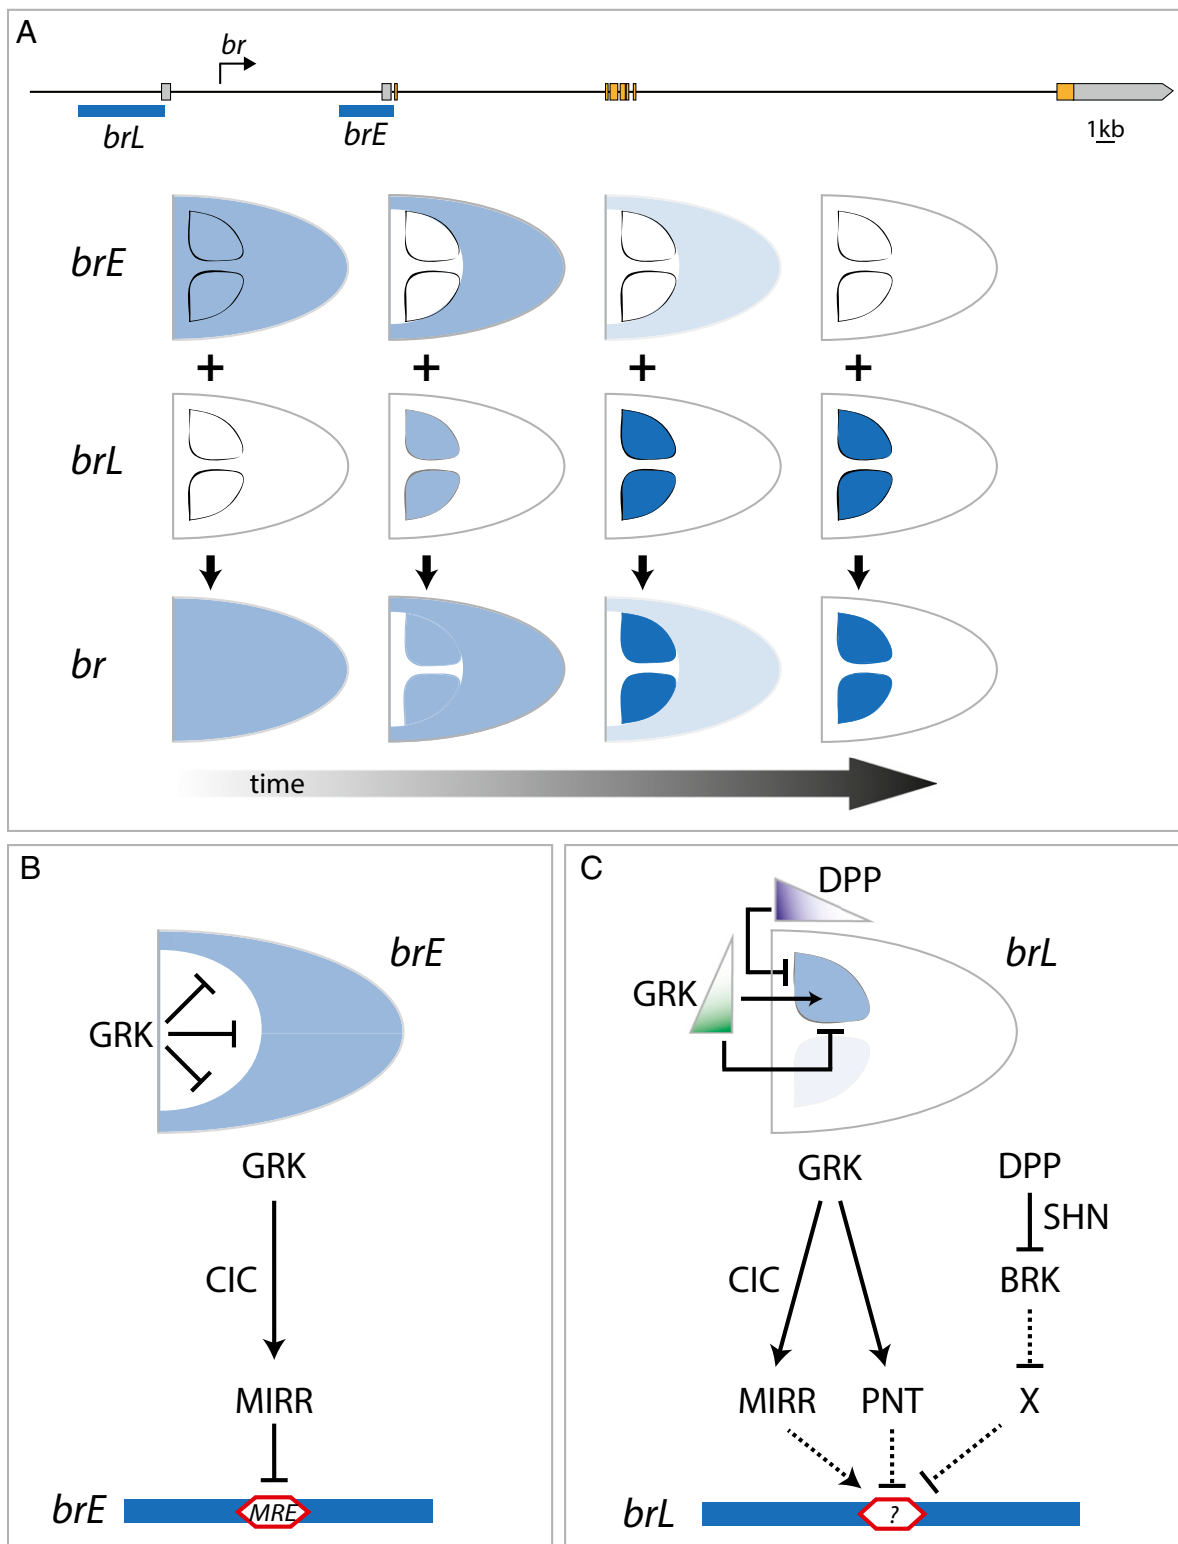 A
br
brL
brE
1kb
brE
+ + + +
brL
br
time
B
brE
GRK
GRK
CIC
MIRR
brE
MRE
C
DPP
brL
GRK
GRK DPP
SHN
CIC BRK
MIRR PNT X
brL
?